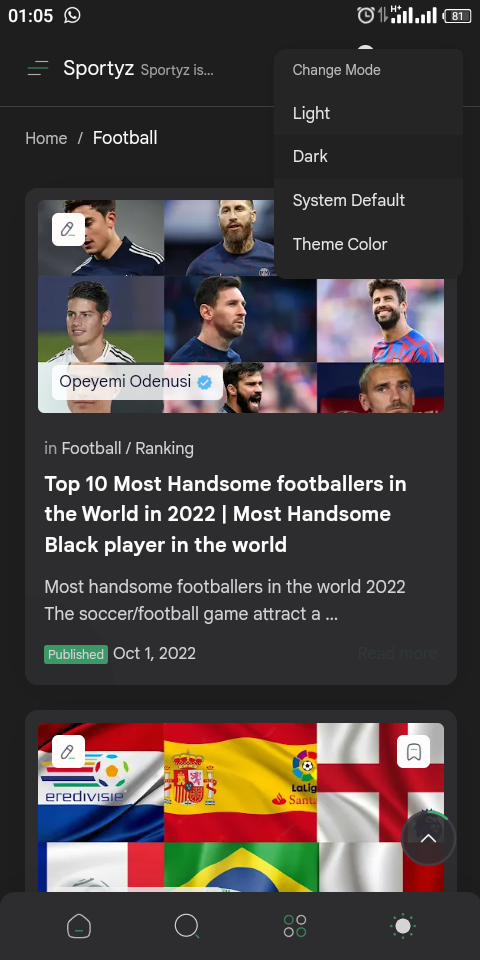 01:05
H+
81
Sportyz Sportyz is...
Change Mode
Light
Dark
System Default
Theme Color
Home / Football
Opeyemi Odenusi
in Football / Ranking
Top 10 Most Handsome footballers in
the World in 2022 | Most Handsome
Black player in the world
Most handsome footballers in the world 2022
The soccer/football game attract a ...
Published Oct 1, 2022 Read more
eredivisie
LaLiga
Santa